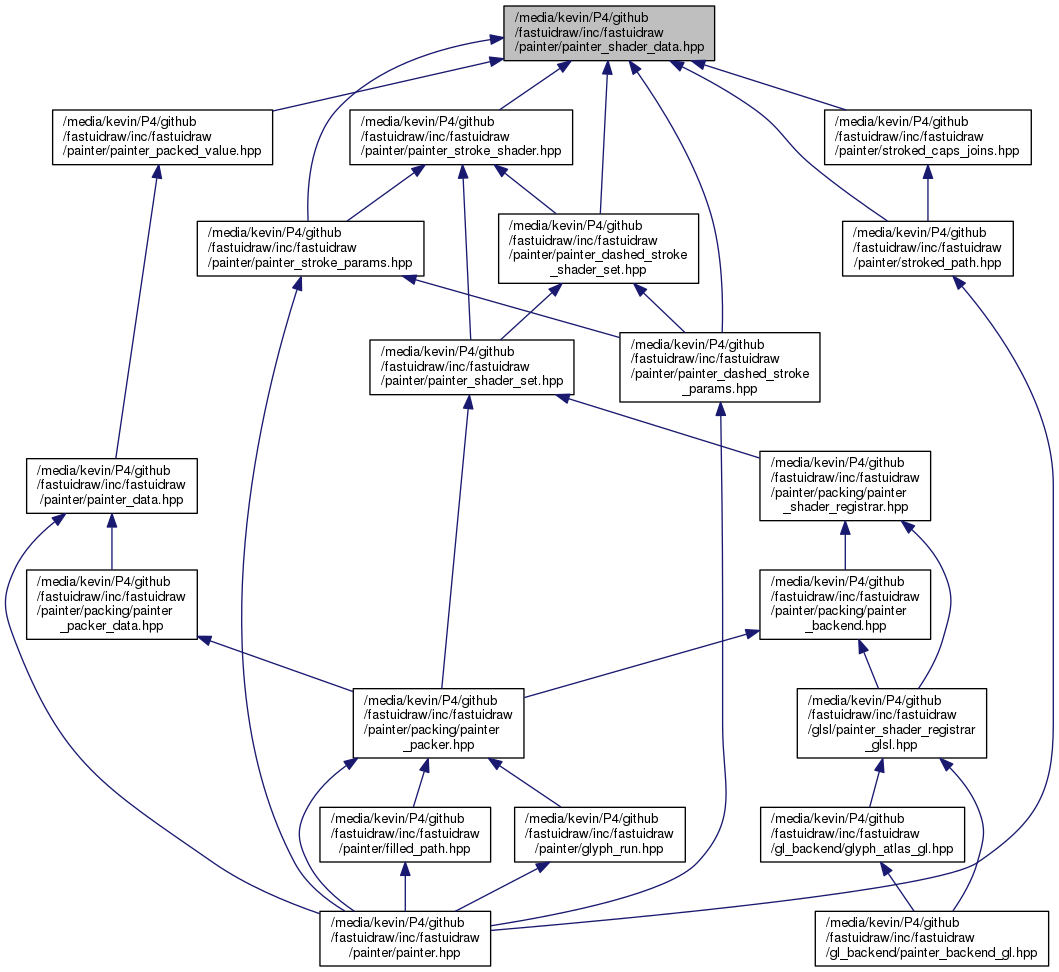 /media/kevin/P4/github
/fastuidraw/inc/fastuidraw
/painter/painter_shader_data.hpp
/media/kevin/P4/github
/fastuidraw/inc/fastuidraw
/painter/painter_packed_value.hpp
/media/kevin/P4/github
/fastuidraw/inc/fastuidraw
/painter/painter_stroke_shader.hpp
/media/kevin/P4/github
/fastuidraw/inc/fastuidraw
/painter/stroked_caps_joins.hpp
/media/kevin/P4/github
/fastuidraw/inc/fastuidraw
/painter/painter_stroke_params.hpp
/media/kevin/P4/github
/fastuidraw/inc/fastuidraw
/painter/painter_dashed_stroke
_shader_set.hpp
/media/kevin/P4/github
/fastuidraw/inc/fastuidraw
/painter/stroked_path.hpp
/media/kevin/P4/github
/fastuidraw/inc/fastuidraw
/painter/painter_shader_set.hpp
/media/kevin/P4/github
/fastuidraw/inc/fastuidraw
/painter/painter_dashed_stroke
_params.hpp
/media/kevin/P4/github
/fastuidraw/inc/fastuidraw
/painter/painter_data.hpp
/media/kevin/P4/github
/fastuidraw/inc/fastuidraw
/painter/packing/painter
_shader_registrar.hpp
/media/kevin/P4/github
/fastuidraw/inc/fastuidraw
/painter/packing/painter
_packer_data.hpp
/media/kevin/P4/github
/fastuidraw/inc/fastuidraw
/painter/packing/painter
_backend.hpp
/media/kevin/P4/github
/fastuidraw/inc/fastuidraw
/painter/packing/painter
_packer.hpp
/media/kevin/P4/github
/fastuidraw/inc/fastuidraw
/glsl/painter_shader_registrar
_glsl.hpp
/media/kevin/P4/github
/fastuidraw/inc/fastuidraw
/painter/filled_path.hpp
/media/kevin/P4/github
/fastuidraw/inc/fastuidraw
/painter/glyph_run.hpp
/media/kevin/P4/github
/fastuidraw/inc/fastuidraw
/gl_backend/glyph_atlas_gl.hpp
/media/kevin/P4/github
/fastuidraw/inc/fastuidraw
/painter/painter.hpp
/media/kevin/P4/github
/fastuidraw/inc/fastuidraw
/gl_backend/painter_backend_gl.hpp